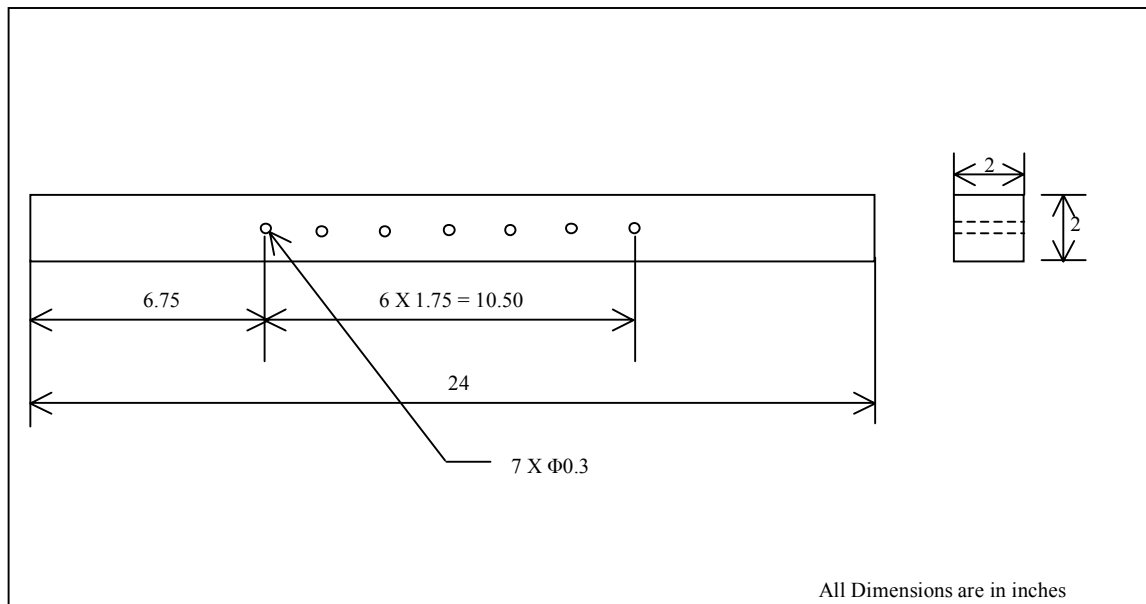 2
2
6.75
6 X 1.75 = 10.50
24
7 X Φ0.3
All Dimensions are in inches